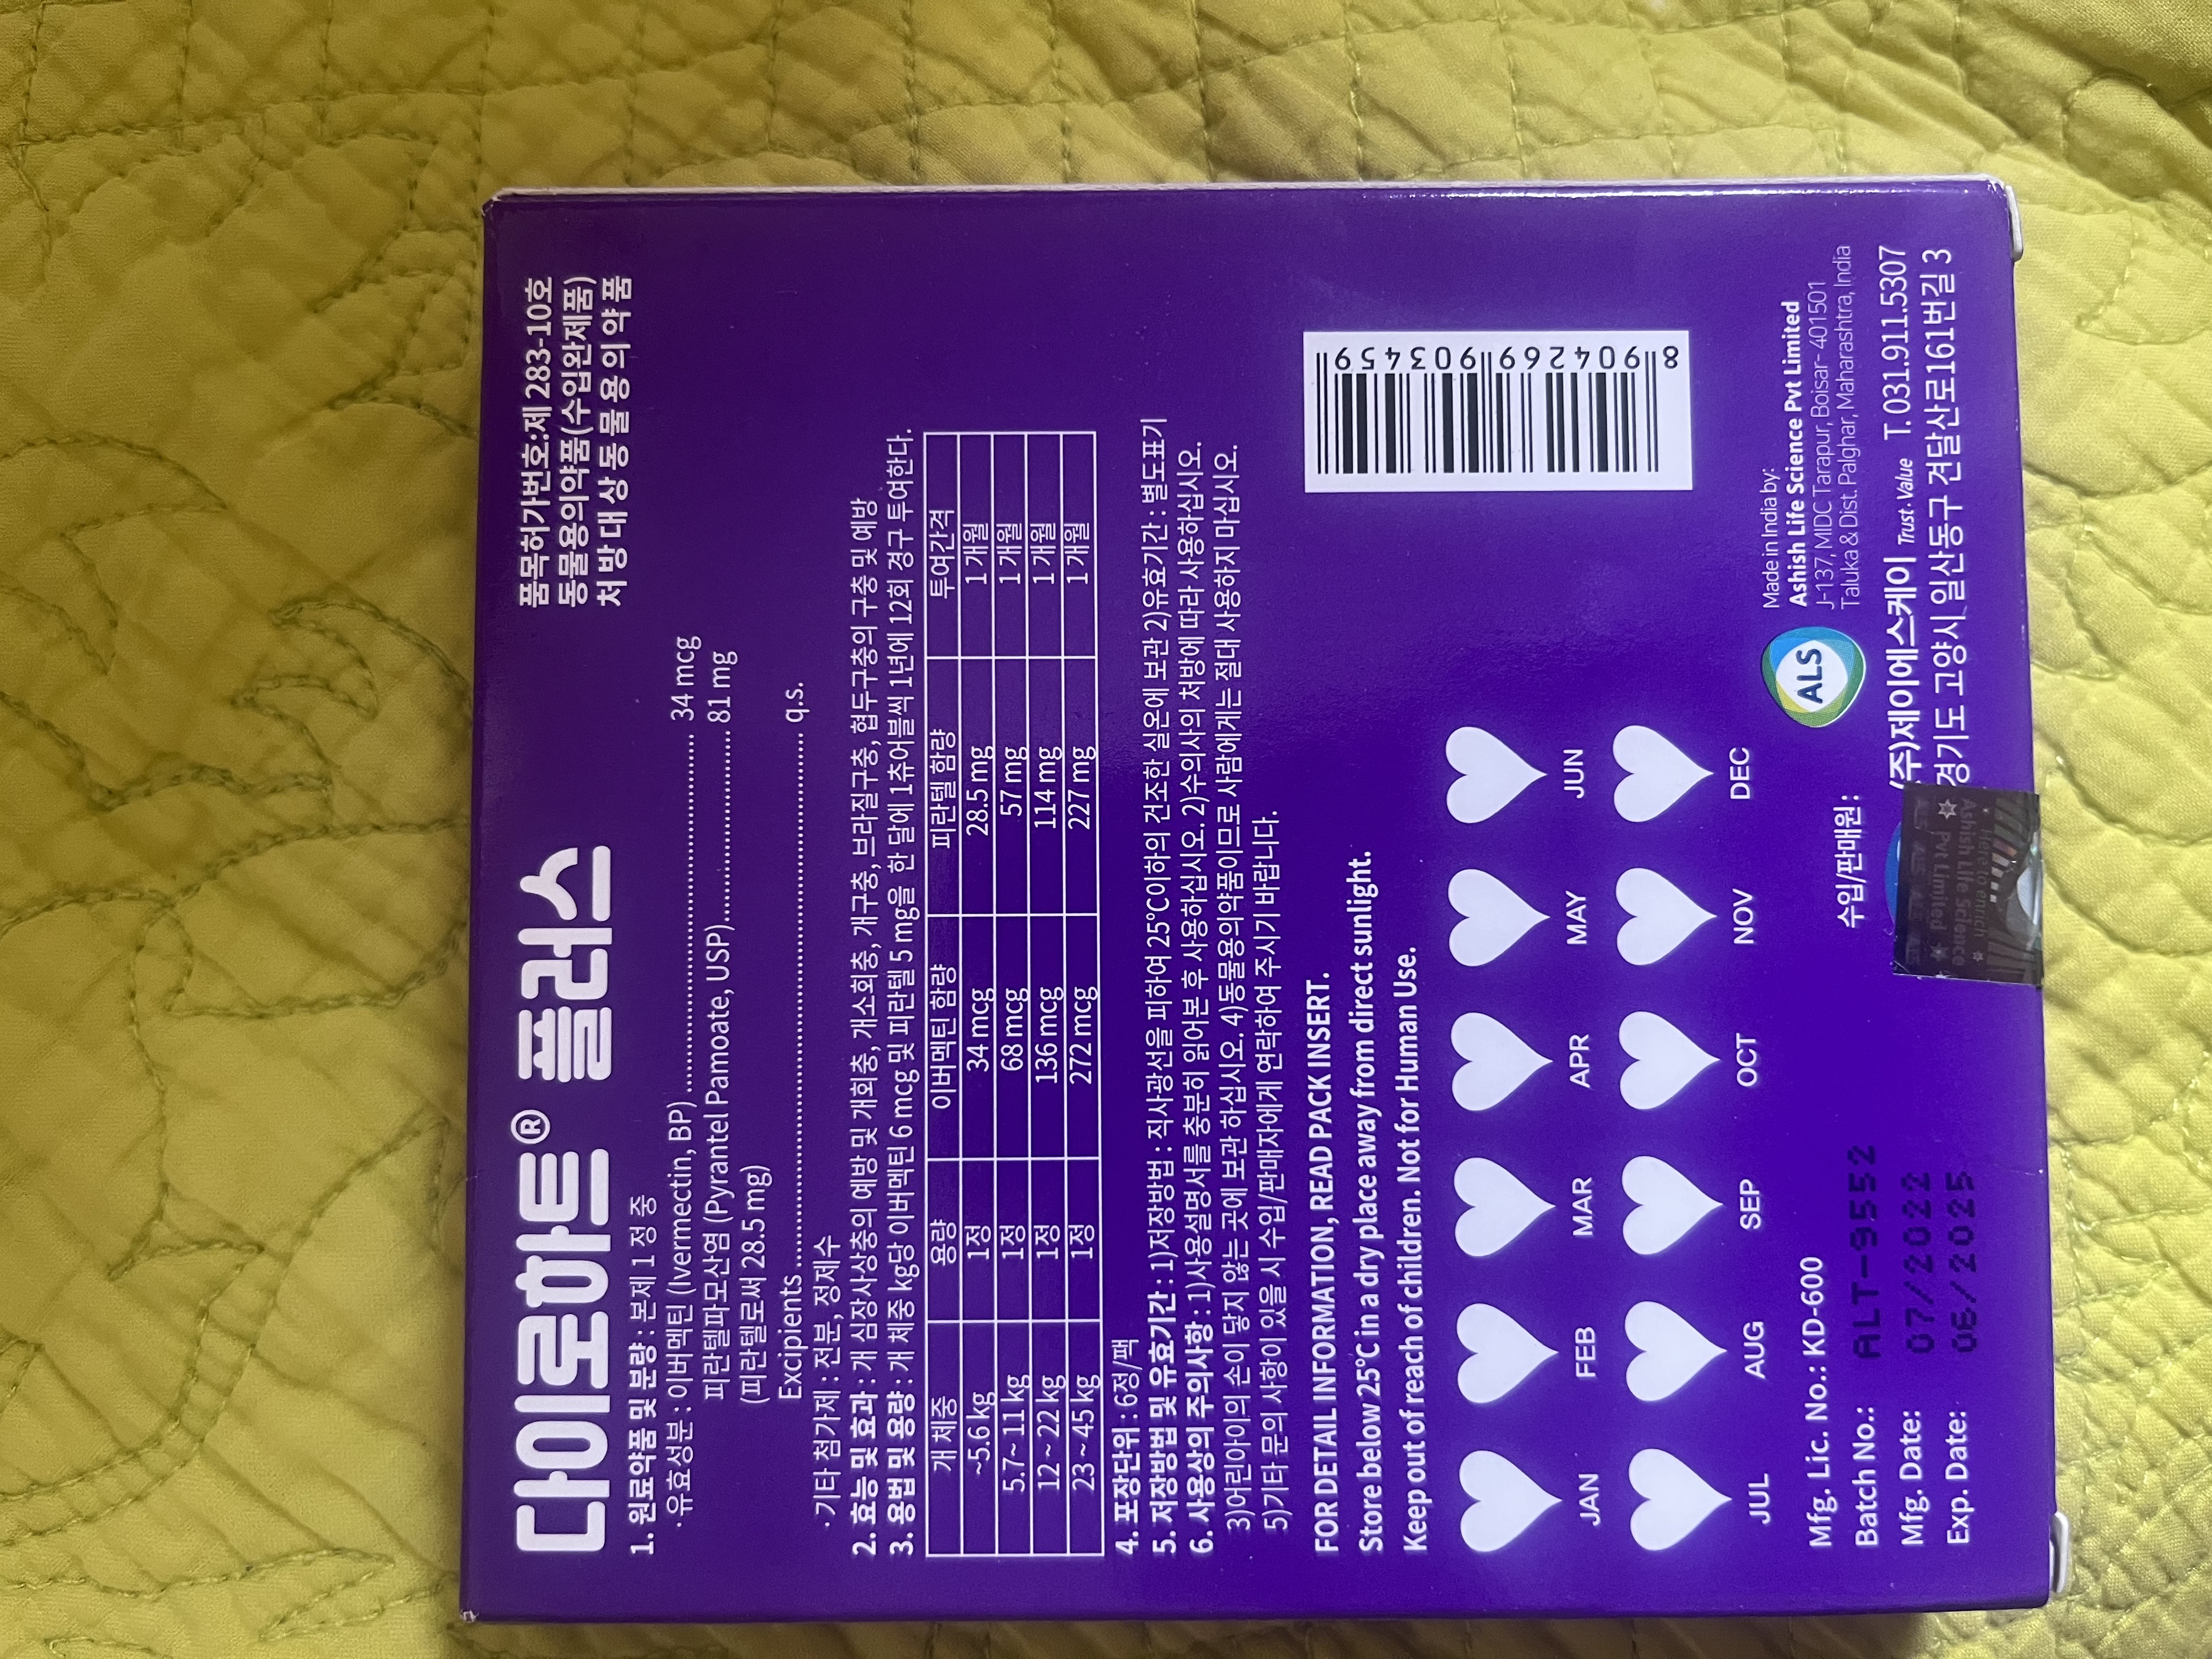 다이로하트® 플러스
품목허가번호:제 283-10호
동물용의약품(수입완제품)
처 방 대 상 동 물 용 의 약 품
1. 원료약품 및 분량 : 본제 1 정 중
·유효성분 : 이버멕틴 (Ivermectin, BP) ........................................................ 34 mcg
피란텔파모산염 (Pyrantel Pamoate, USP)................................ 81 mg
(피란텔로써 28.5 mg)
Excipients ........................................................................................ q.s.
·기타 첨가제 : 전분, 정제수
2. 효능 및 효과 : 개 심장사상충의 예방 및 개회충, 개소회충, 개구충, 브라질구충, 협두구충의 구충 및 예방
3. 용법 및 용량 : 개 체중 kg당 이버멕틴 6 mcg 및 피란텔 5 mg을 한 달에 1츄어블씩 1년에 12회 경구 투여한다.
개 체중 용량 이버멕틴 함량 피란텔 함량 투여간격
~5.6 kg 1정 34 mcg 28.5 mg 1 개월
5.7 ~ 11 kg 1정 68 mcg 57 mg 1 개월
12 ~ 22 kg 1정 136 mcg 114 mg 1 개월
23 ~ 45 kg 1정 272 mcg 227 mg 1 개월
4. 포장단위 : 6정/팩
5. 저장방법 및 유효기간 : 1)저장방법 : 직사광선을 피하여 25℃이하의 건조한 실온에 보관 2)유효기간 : 별도표기
6. 사용상의 주의사항 : 1)사용설명서를 충분히 읽어본 후 사용하십시오. 2)수의사의 처방에 따라 사용하십시오.
3)어린아이의 손이 닿지 않는 곳에 보관 하십시오. 4)동물용의약품이므로 사람에게는 절대 사용하지 마십시오.
5)기타 문의 사항이 있을 시 수입/판매자에게 연락하여 주시기 바랍니다.
FOR DETAIL INFORMATION, READ PACK INSERT.
Store below 25℃ in a dry place away from direct sunlight.
Keep out of reach of children. Not for Human Use.
8 904269 903459
JAN FEB MAR APR MAY JUN
JUL AUG SEP OCT NOV DEC
Mfg. Lic. No.: KD-600
Batch No.: ALT-9552
Mfg. Date: 07/2022
Exp. Date: 06/2025
ALS
Made in India by:
Ashish Life Science Pvt Limited
J-137, MIDC Tarapur, Boisar- 401501
Taluka & Dist. Palghar, Maharashtra, India
수입/판매원 :
(주)제이에스케이 Trust. Value T. 031.911.5307
경기도 고양시 일산동구 견달산로161번길 3
Here to enrich
Ashish Life Science
Pvt Limited